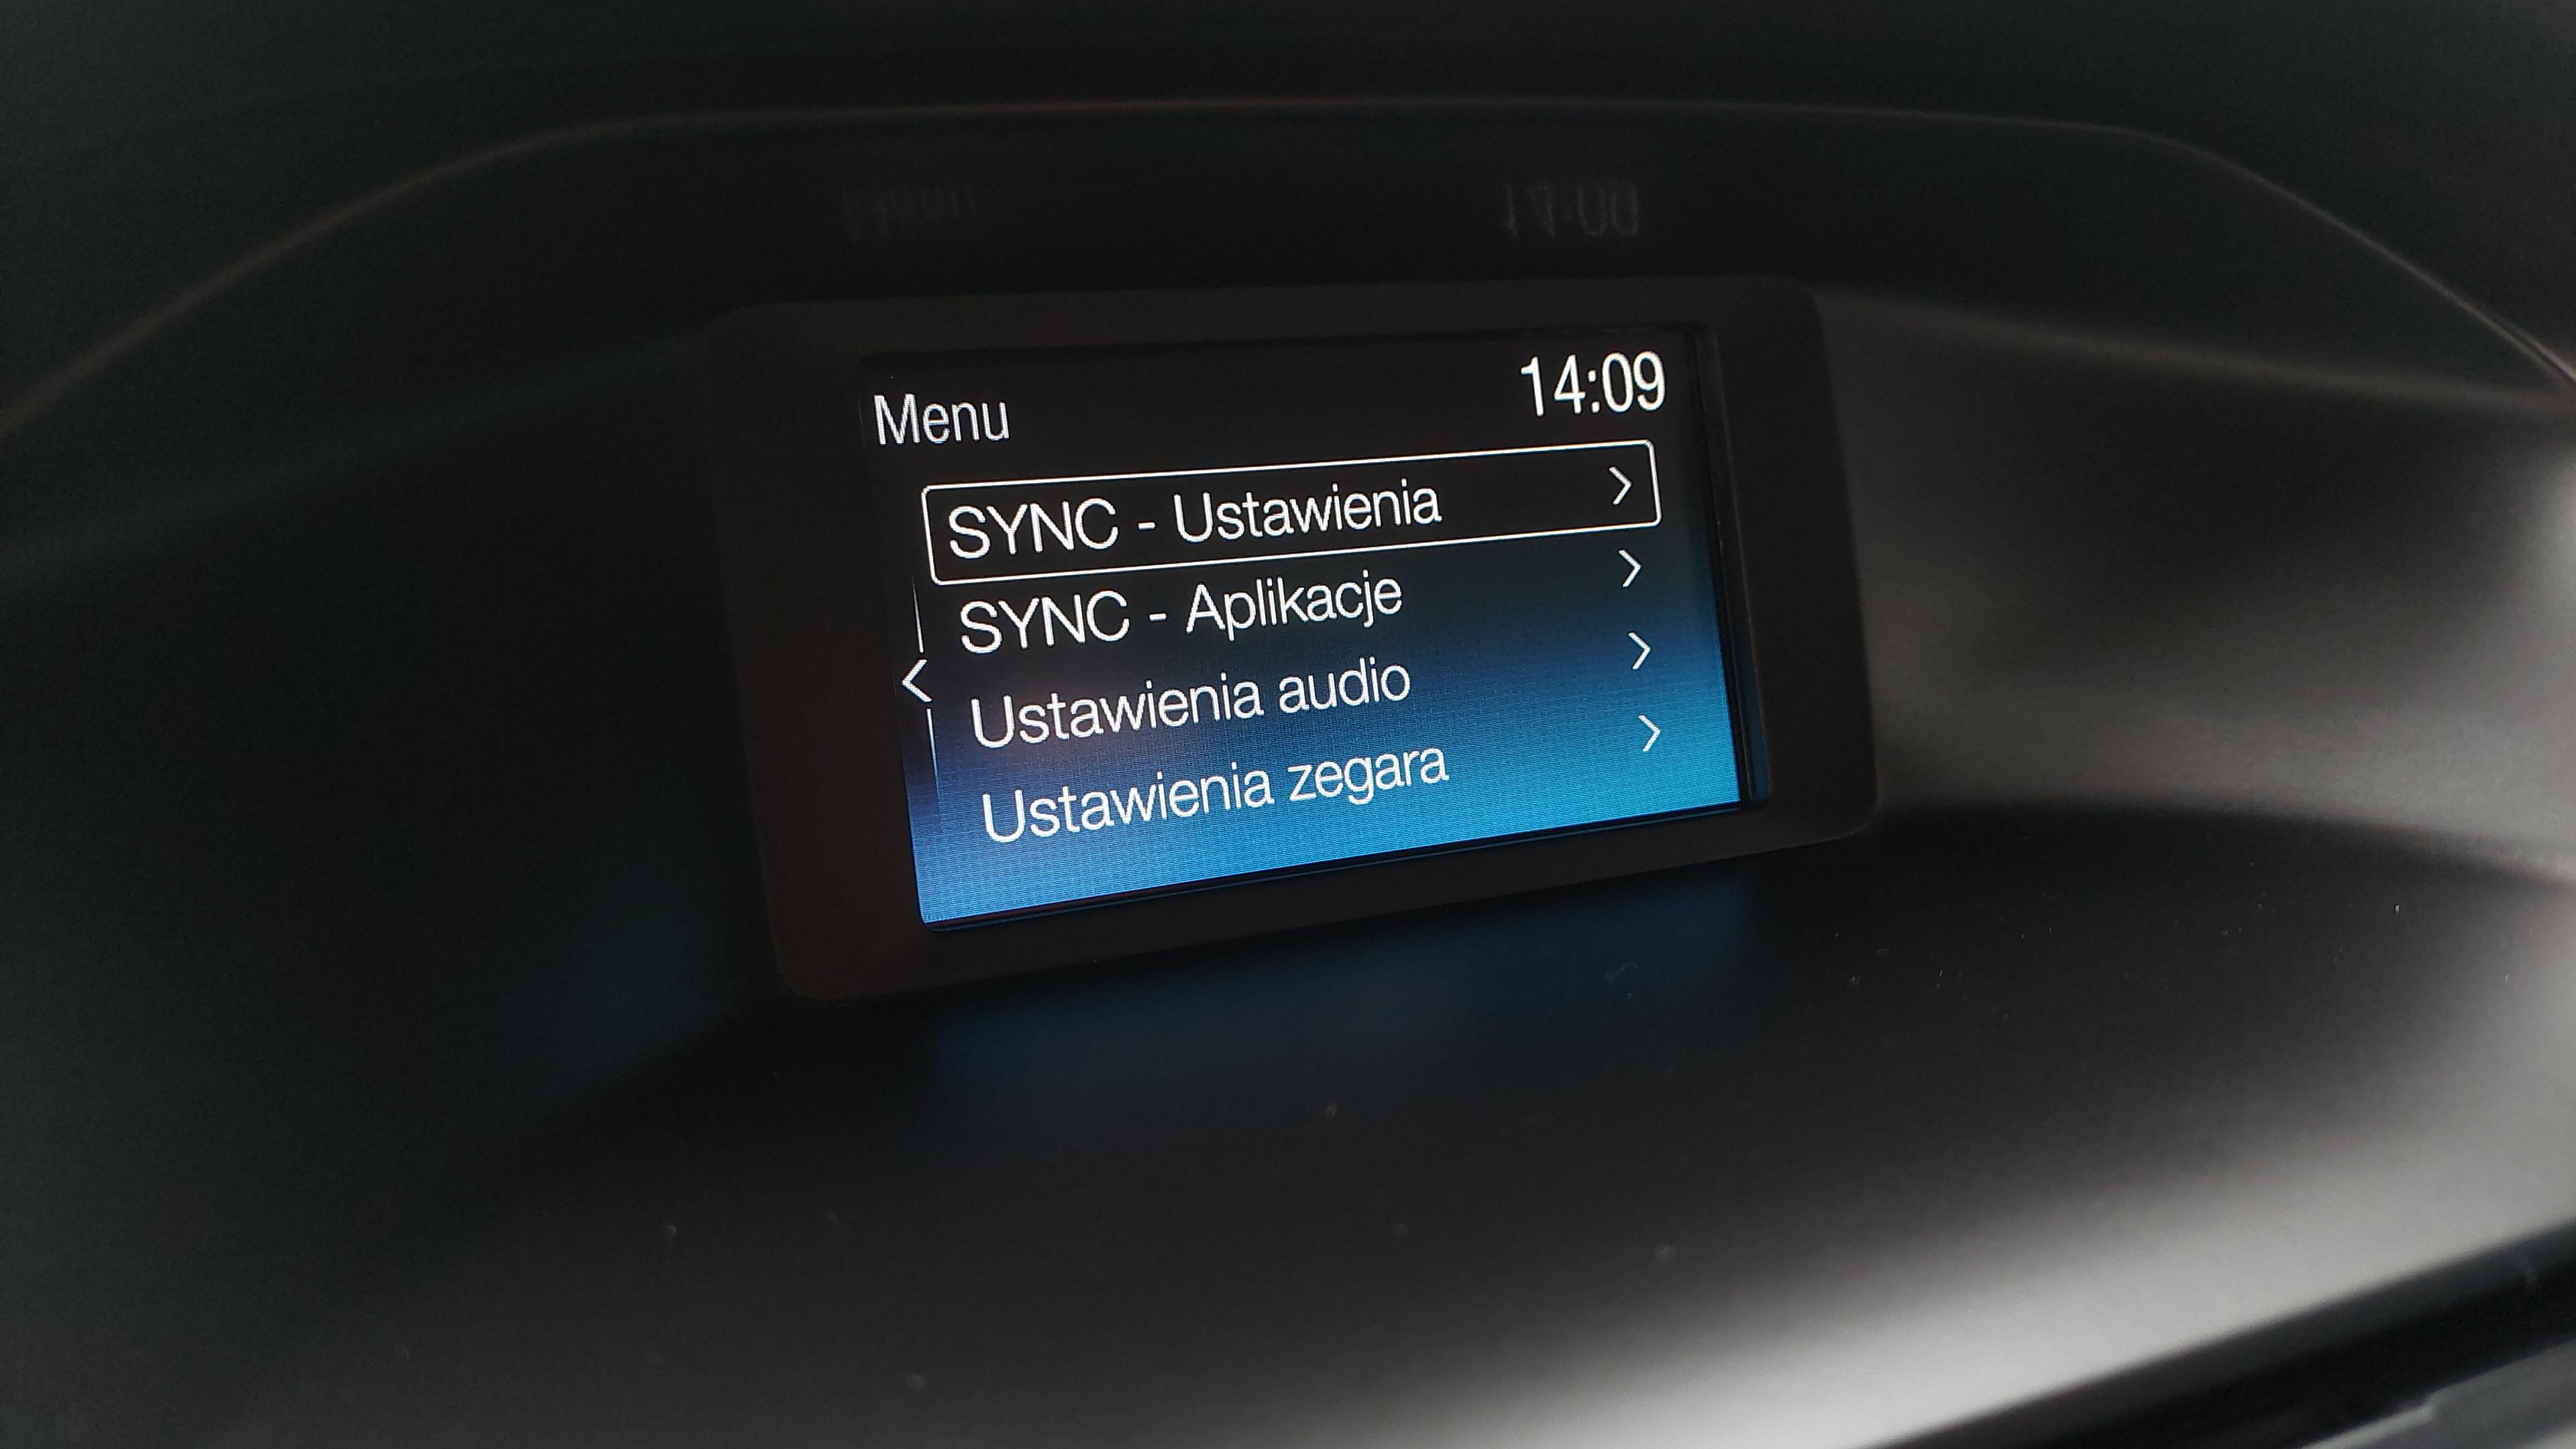 Menu 14:09
SYNC - Ustawienia
SYNC - Aplikacje
Ustawienia audio
Ustawienia zegara